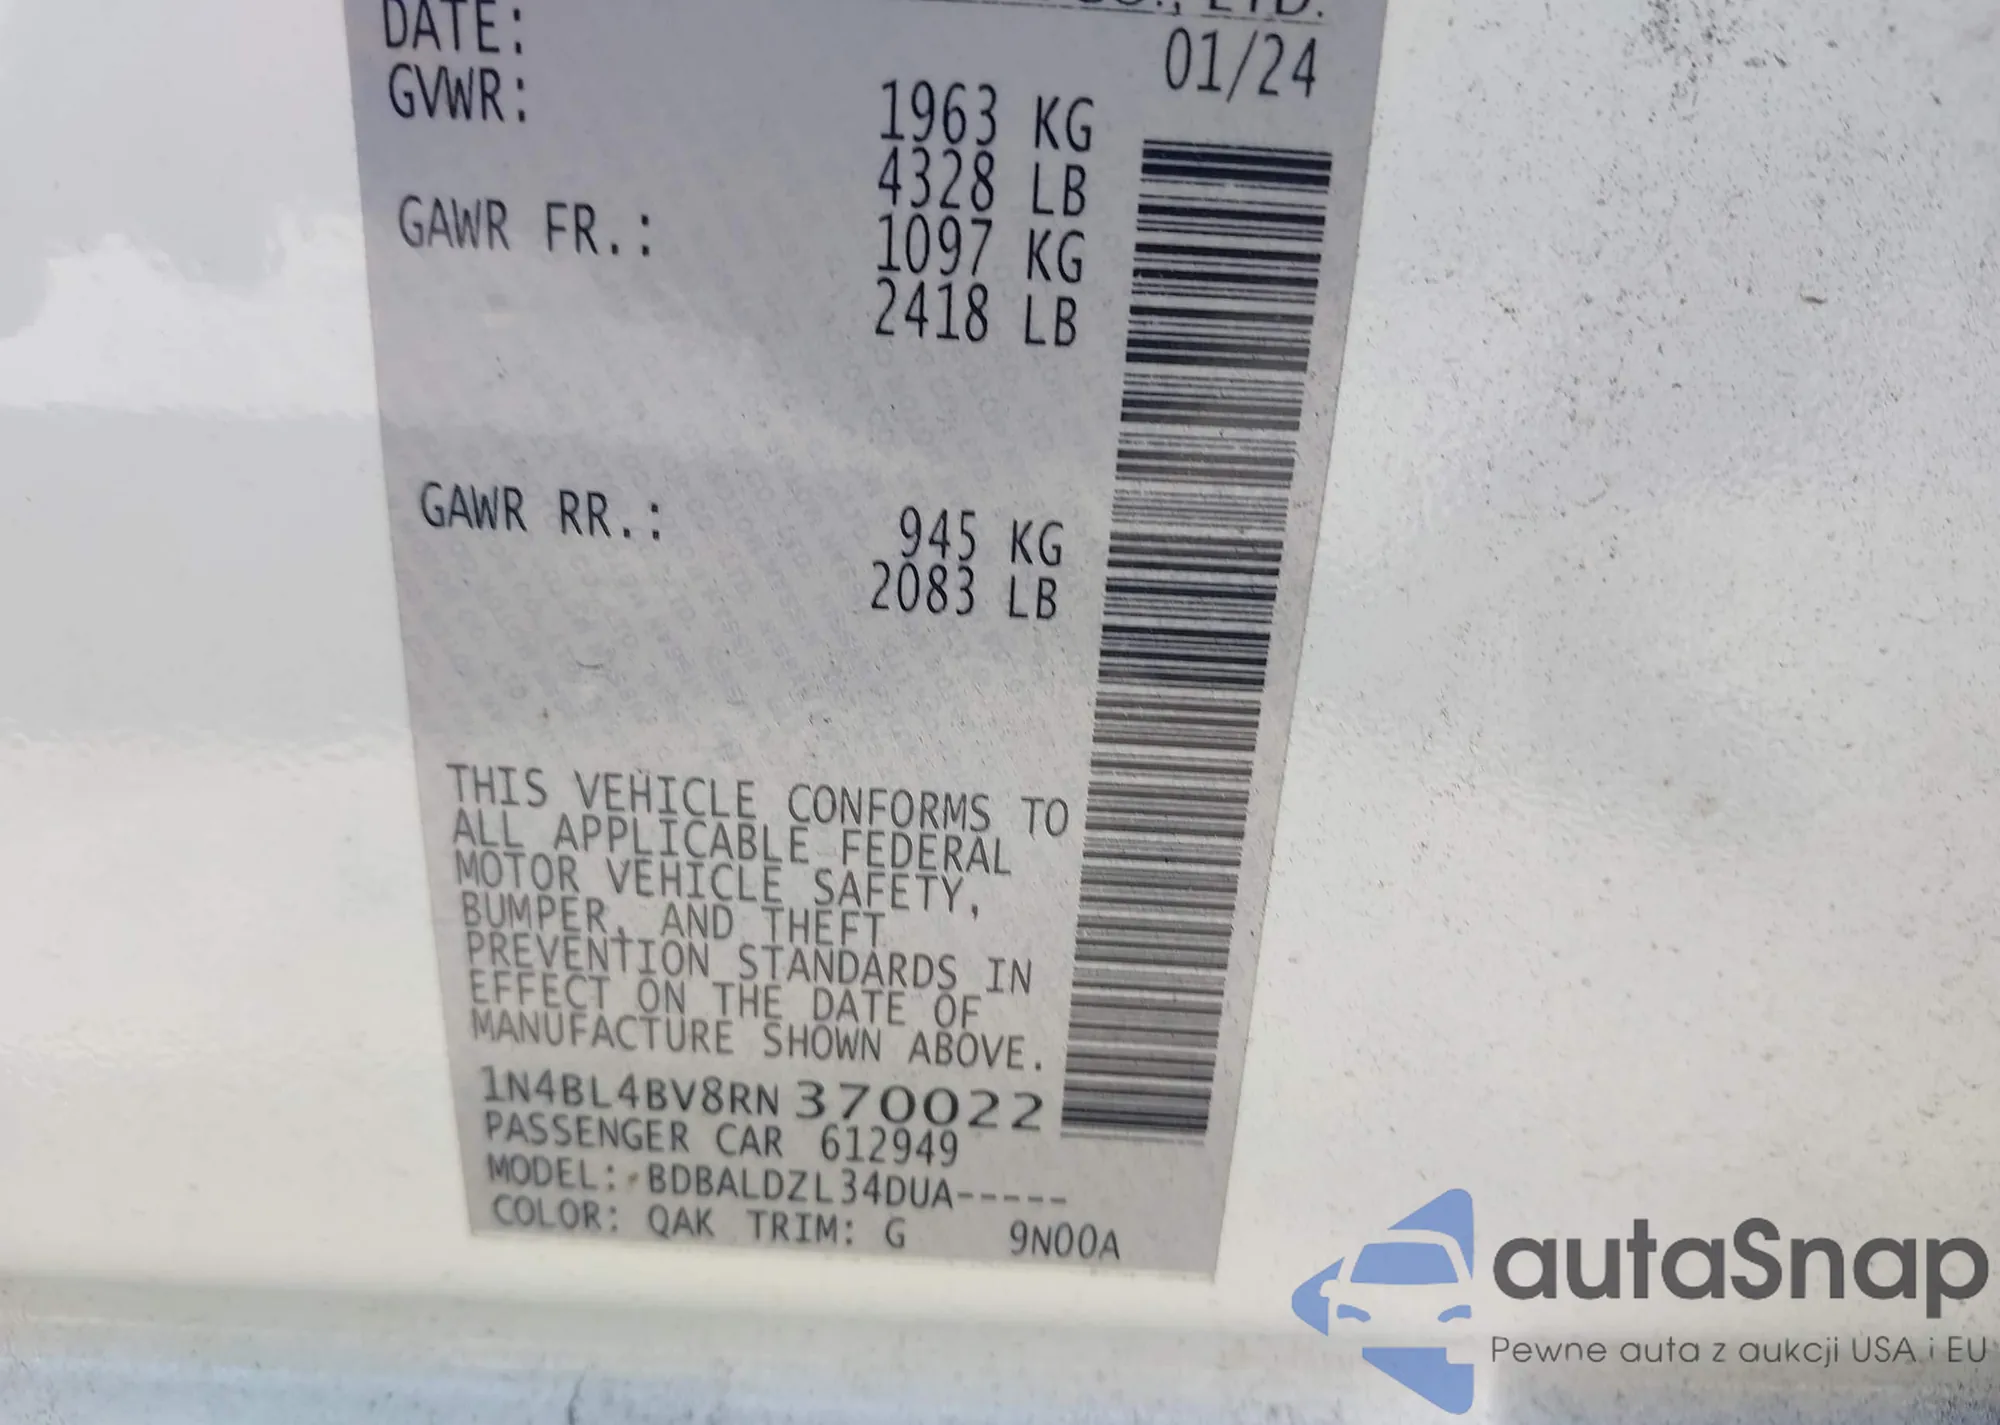 CO., LTD.
DATE: 01/24
GVWR: 1963 KG
4328 LB
GAWR FR.: 1097 KG
2418 LB
GAWR RR.: 945 KG
2083 LB
THIS VEHICLE CONFORMS TO
ALL APPLICABLE FEDERAL
MOTOR VEHICLE SAFETY,
BUMPER, AND THEFT
PREVENTION STANDARDS IN
EFFECT ON THE DATE OF
MANUFACTURE SHOWN ABOVE.
1N4BL4BV8RN370022
PASSENGER CAR 612949
MODEL: BDBALDZL34DUA-----
COLOR: QAK TRIM: G 9N00A
autaSnap
Pewne auta z aukcji USA i EU